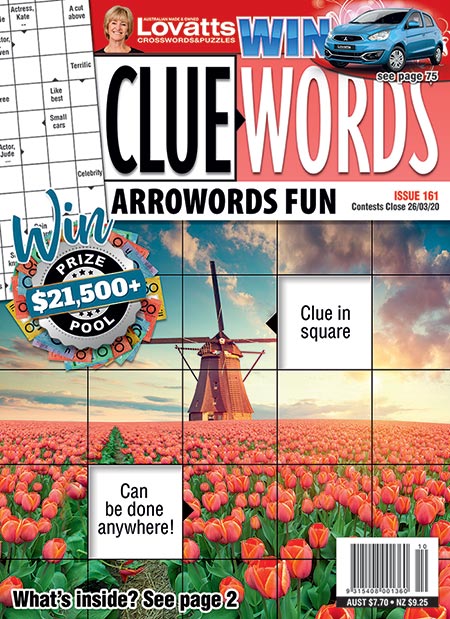 Actress,
Kate
A cut
above
Terrific
Like
best
Small
cars
Actor,
Jude
Celebrity
AUSTRALIAN MADE & OWNED
Lovatts
CROSSWORDS&PUZZLES
WIN
see page 75
CLUE WORDS
ARROWORDS FUN
ISSUE 161
Contests Close 26/03/20
Win
PRIZE
$21,500+
POOL
Clue in
square
Can
be done
anywhere!
What's inside? See page 2
10
9 315408 001360
AUST $7.70 • NZ $9.25